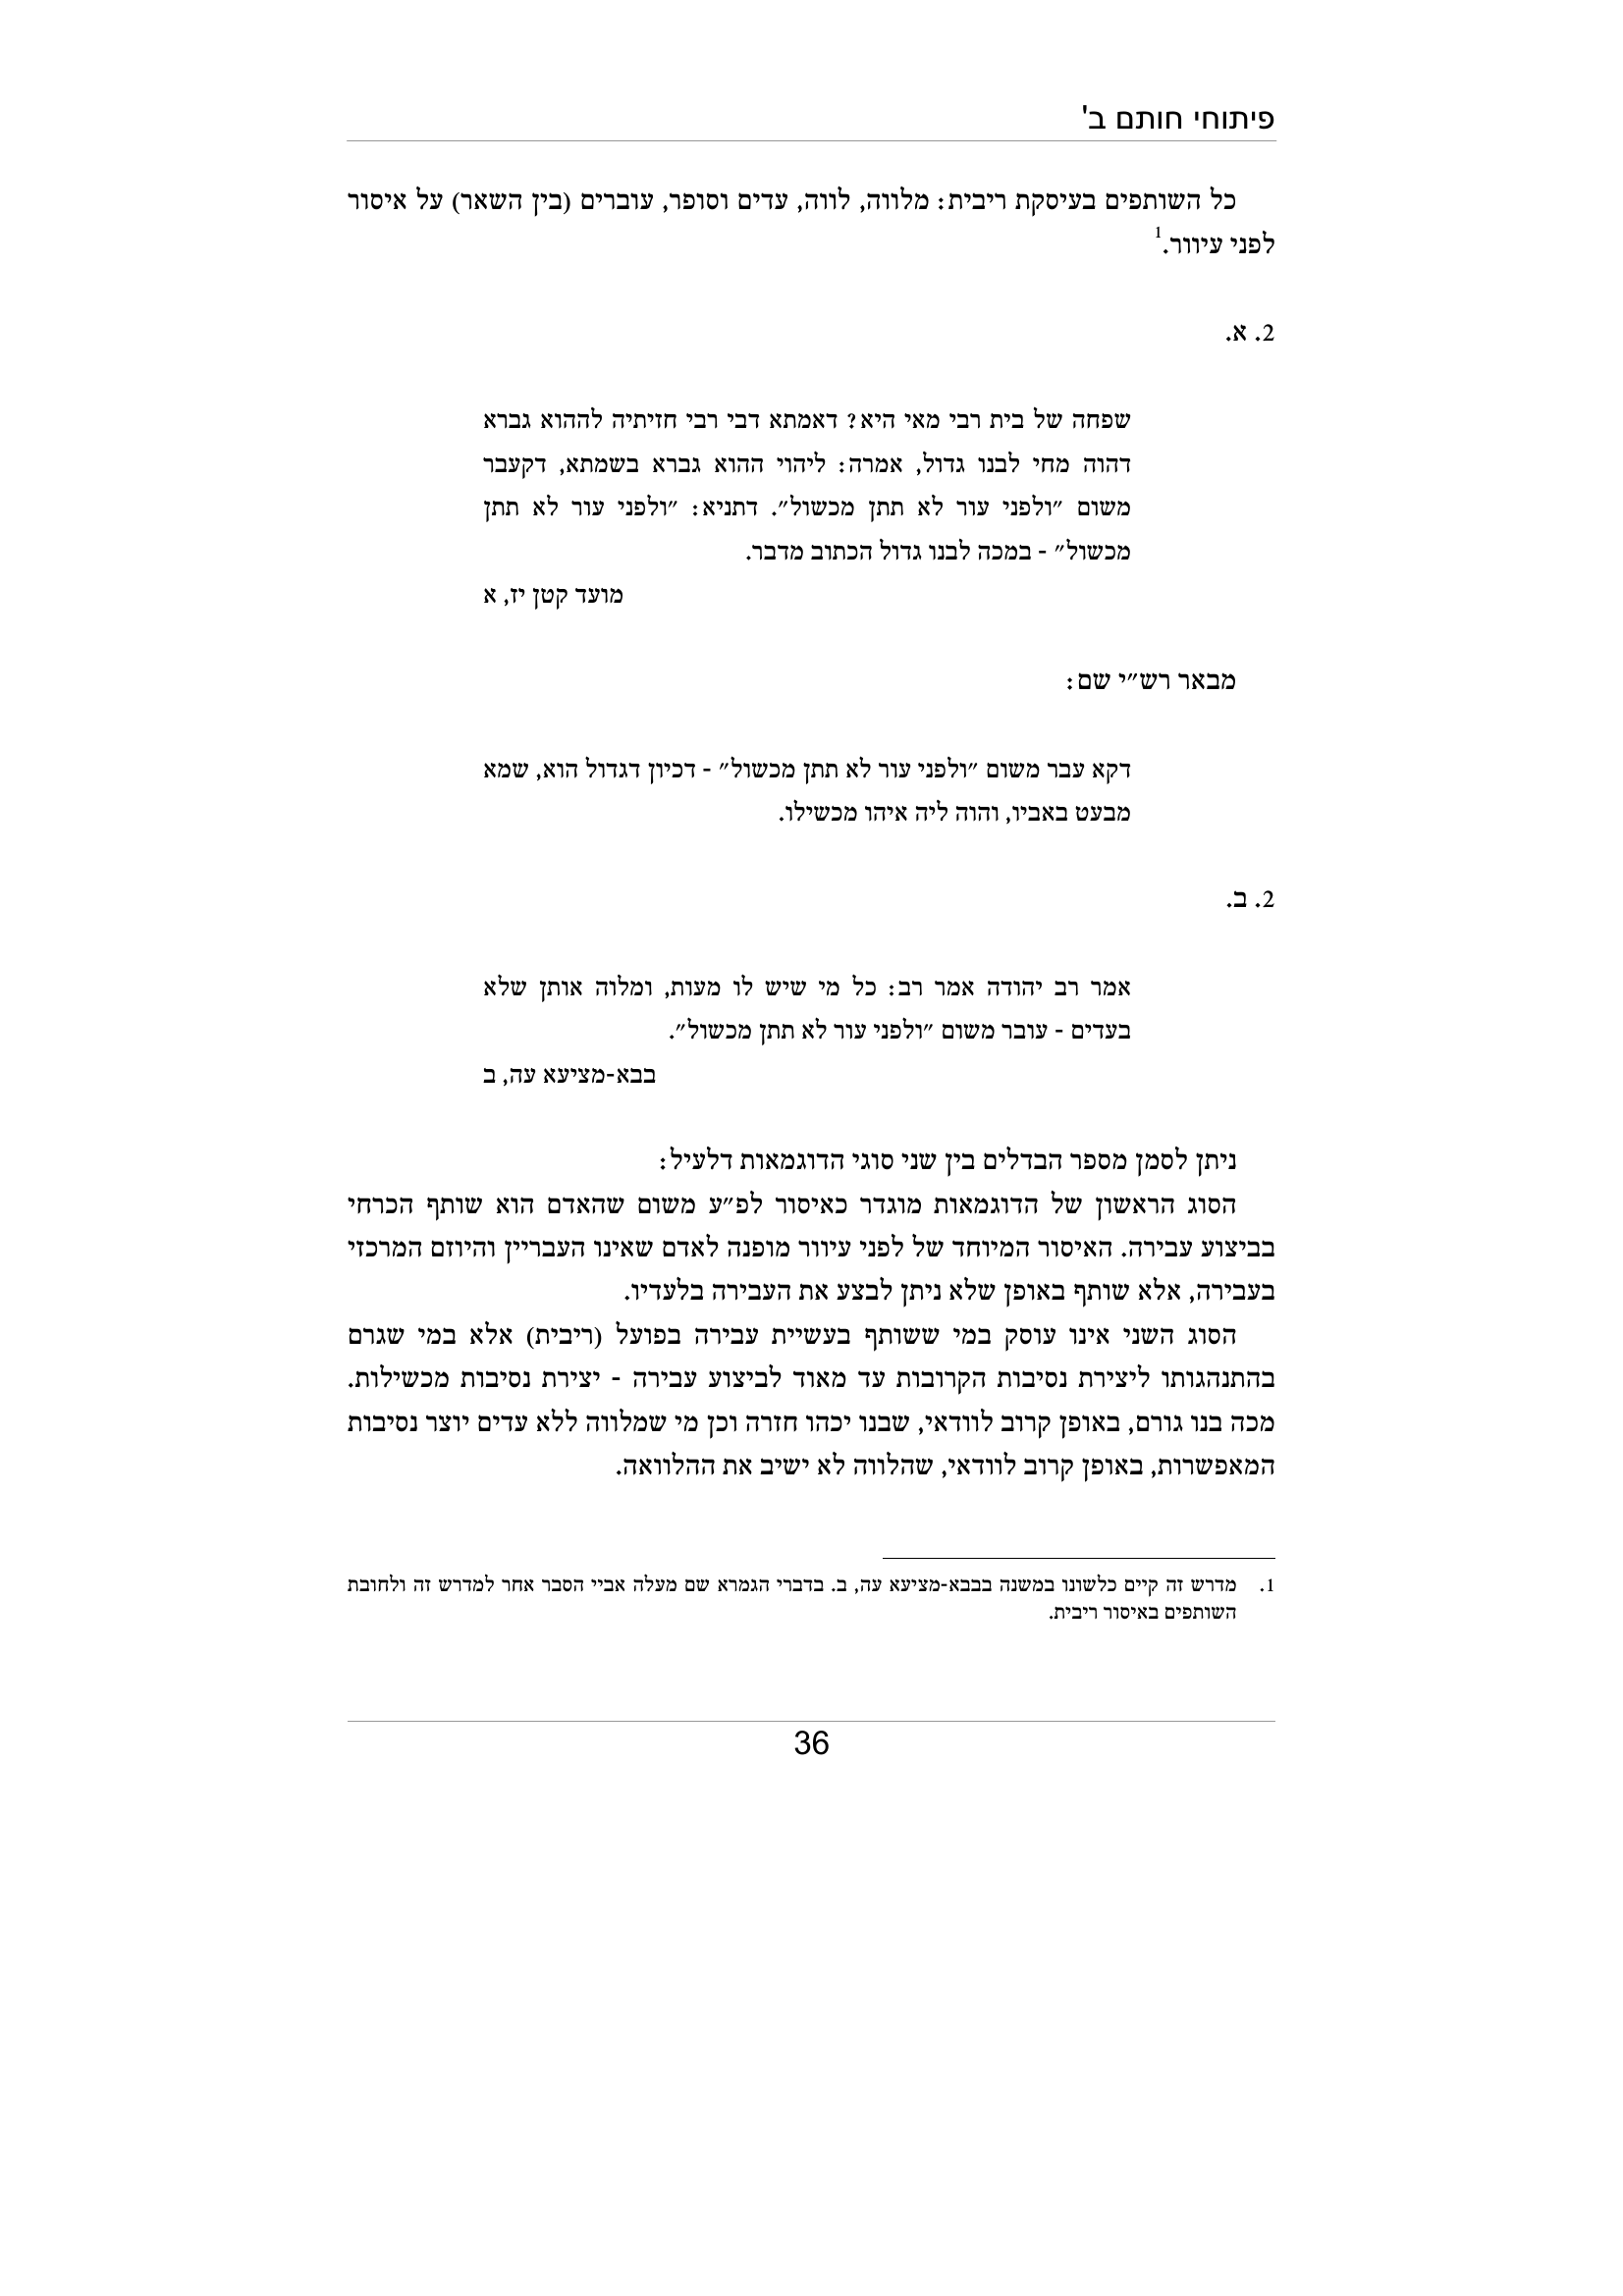 פיתוחי חותם ב'
כל השותפים בעיסקת ריבית: מלווה, לווה, עדים וסופר, עוברים (בין השאר) על איסור
לפני עיוור.1
2. א.
שפחה של בית רבי מאי היא? דאמתא דבי רבי חזיתיה לההוא גברא
דהוה מחי לבנו גדול, אמרה: ליהוי ההוא גברא בשמתא, דקעבר
משום ״ולפני עור לא תתן מכשול״. דתניא: ״ולפני עור לא תתן
מכשול״ - במכה לבנו גדול הכתוב מדבר.
מועד קטן יז, א
מבאר רש״י שם:
דקא עבר משום ״ולפני עור לא תתן מכשול״ - דכיון דגדול הוא, שמא
מבעט באביו, והוה ליה איהו מכשילו.
2. ב.
אמר רב יהודה אמר רב: כל מי שיש לו מעות, ומלוה אותן שלא
בעדים - עובר משום ״ולפני עור לא תתן מכשול״.
בבא-מציעא עה, ב
ניתן לסמן מספר הבדלים בין שני סוגי הדוגמאות דלעיל:
הסוג הראשון של הדוגמאות מוגדר כאיסור לפ״ע משום שהאדם הוא שותף הכרחי
בביצוע עבירה. האיסור המיוחד של לפני עיוור מופנה לאדם שאינו העבריין והיוזם המרכזי
בעבירה, אלא שותף באופן שלא ניתן לבצע את העבירה בלעדיו.
הסוג השני אינו עוסק במי ששותף בעשיית עבירה בפועל (ריבית) אלא במי שגרם
בהתנהגותו ליצירת נסיבות הקרובות עד מאוד לביצוע עבירה - יצירת נסיבות מכשילות.
מכה בנו גורם, באופן קרוב לוודאי, שבנו יכהו חזרה וכן מי שמלווה ללא עדים יוצר נסיבות
המאפשרות, באופן קרוב לוודאי, שהלווה לא ישיב את ההלוואה.
1. מדרש זה קיים כלשונו במשנה בבבא-מציעא עה, ב. בדברי הגמרא שם מעלה אביי הסבר אחר למדרש זה ולחובת
השותפים באיסור ריבית.
36